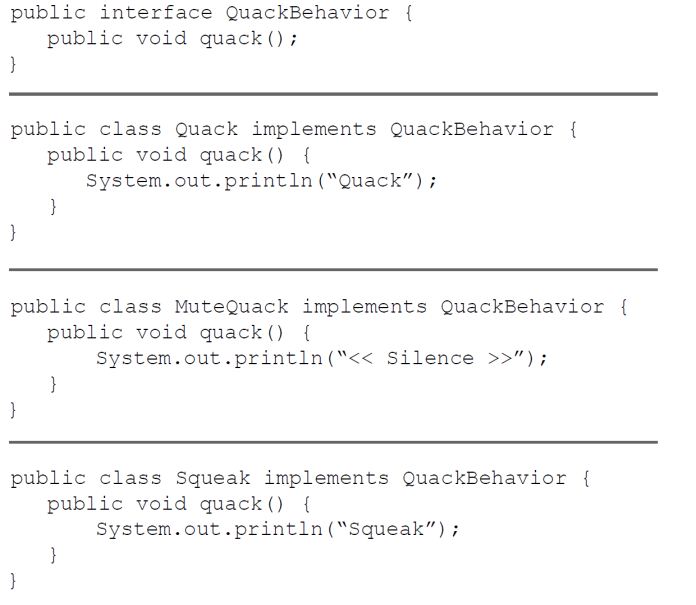 public interface QuackBehavior {
public void quack();
}
public class Quack implements QuackBehavior {
public void quack() {
System.out.println(“Quack”);
}
}
public class MuteQuack implements QuackBehavior {
public void quack() {
System.out.println(“<< Silence >>”);
}
}
public class Squeak implements QuackBehavior {
public void quack() {
System.out.println(“Squeak”);
}
}